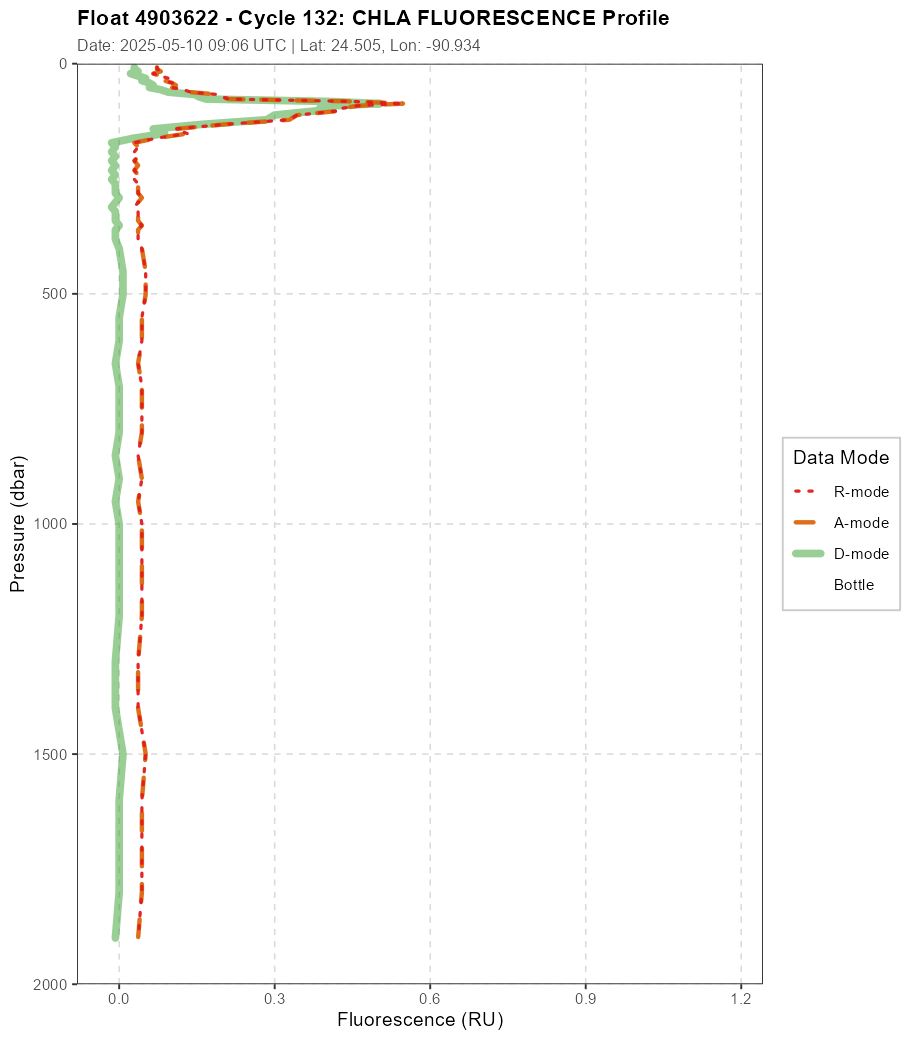 Float 4903622 - Cycle 132: CHLA FLUORESCENCE Profile
Date: 2025-05-10 09:06 UTC | Lat: 24.505, Lon: -90.934
0
500
1000
1500
2000
Pressure (dbar)
0.0
0.3
0.6
0.9
1.2
Fluorescence (RU)
Data Mode
R-mode
A-mode
D-mode
Bottle